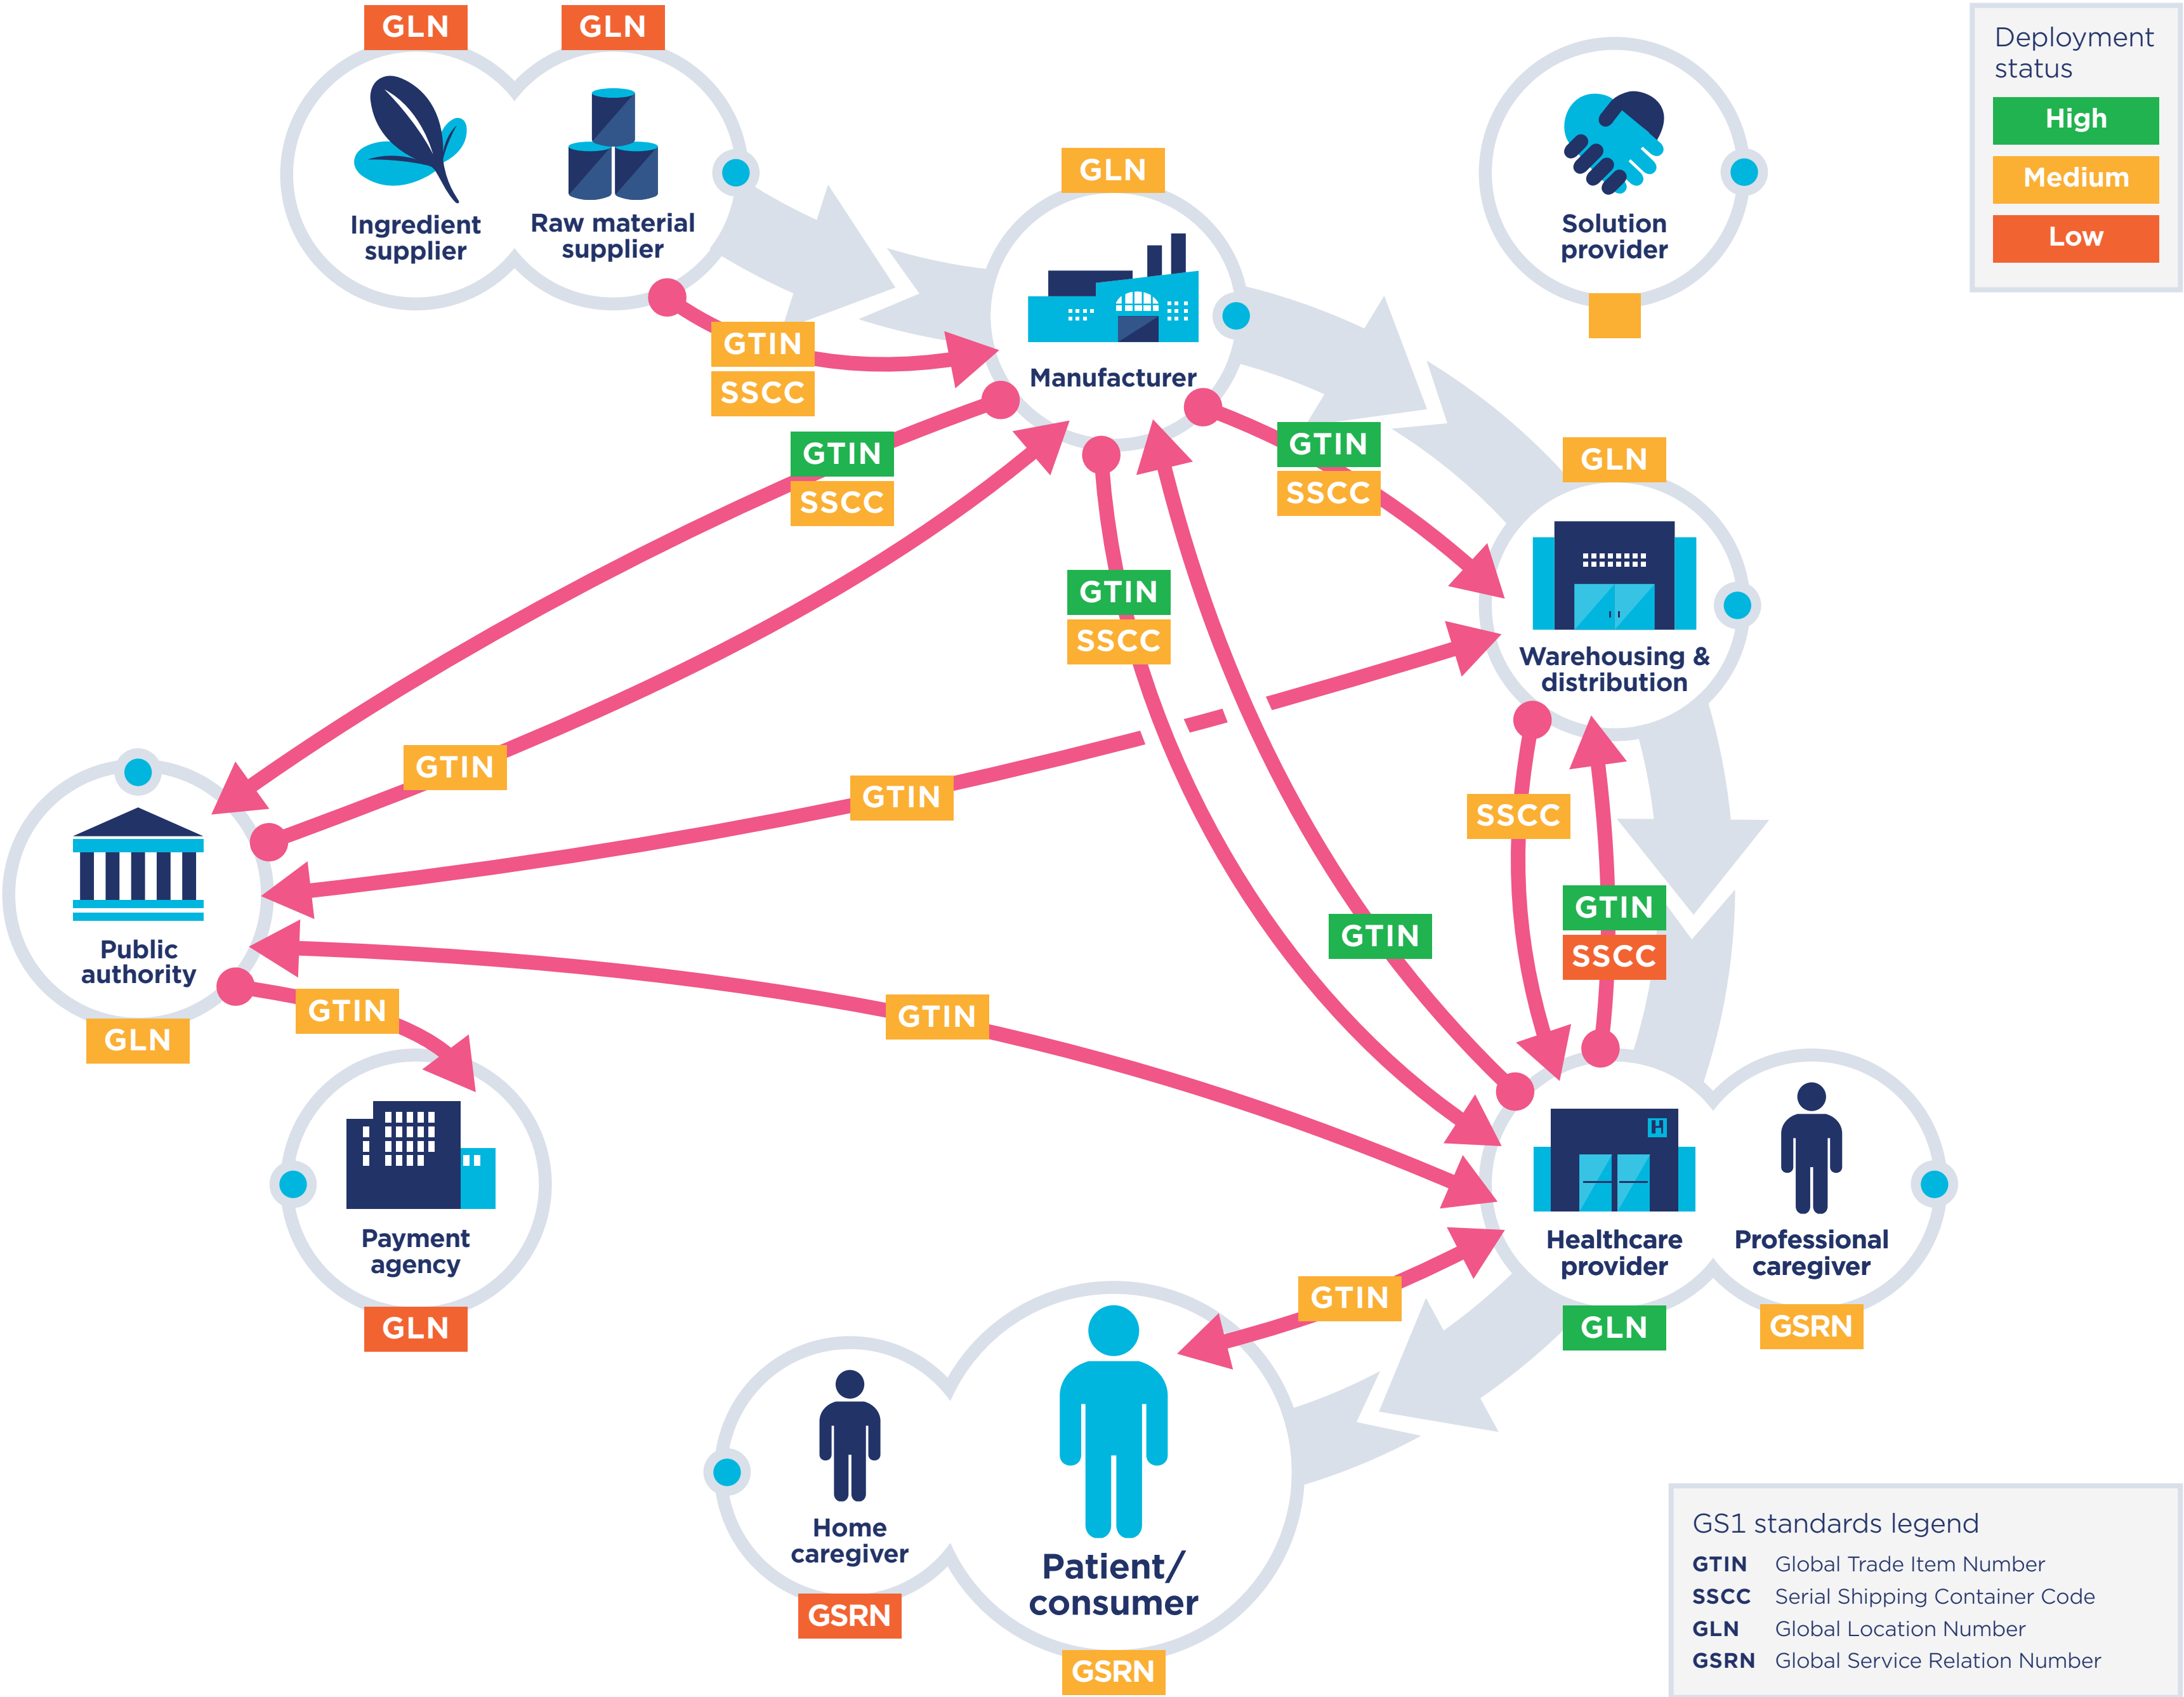 GLN
GLN
Deployment
status
High
Medium
Low
Ingredient
supplier
Raw material
supplier
GLN
Solution
provider
GTIN
SSCC
Manufacturer
GTIN
SSCC
GTIN
SSCC
GLN
GTIN
SSCC
Warehousing &
distribution
GTIN
GTIN
SSCC
GTIN
SSCC
GTIN
Public
authority
GTIN
GTIN
GLN
H
Payment
agency
Healthcare
provider
Professional
caregiver
GTIN
GLN
GLN
GSRN
Home
caregiver
Patient/
consumer
GSRN
GSRN
GS1 standards legend
GTIN Global Trade Item Number
SSCC Serial Shipping Container Code
GLN Global Location Number
GSRN Global Service Relation Number